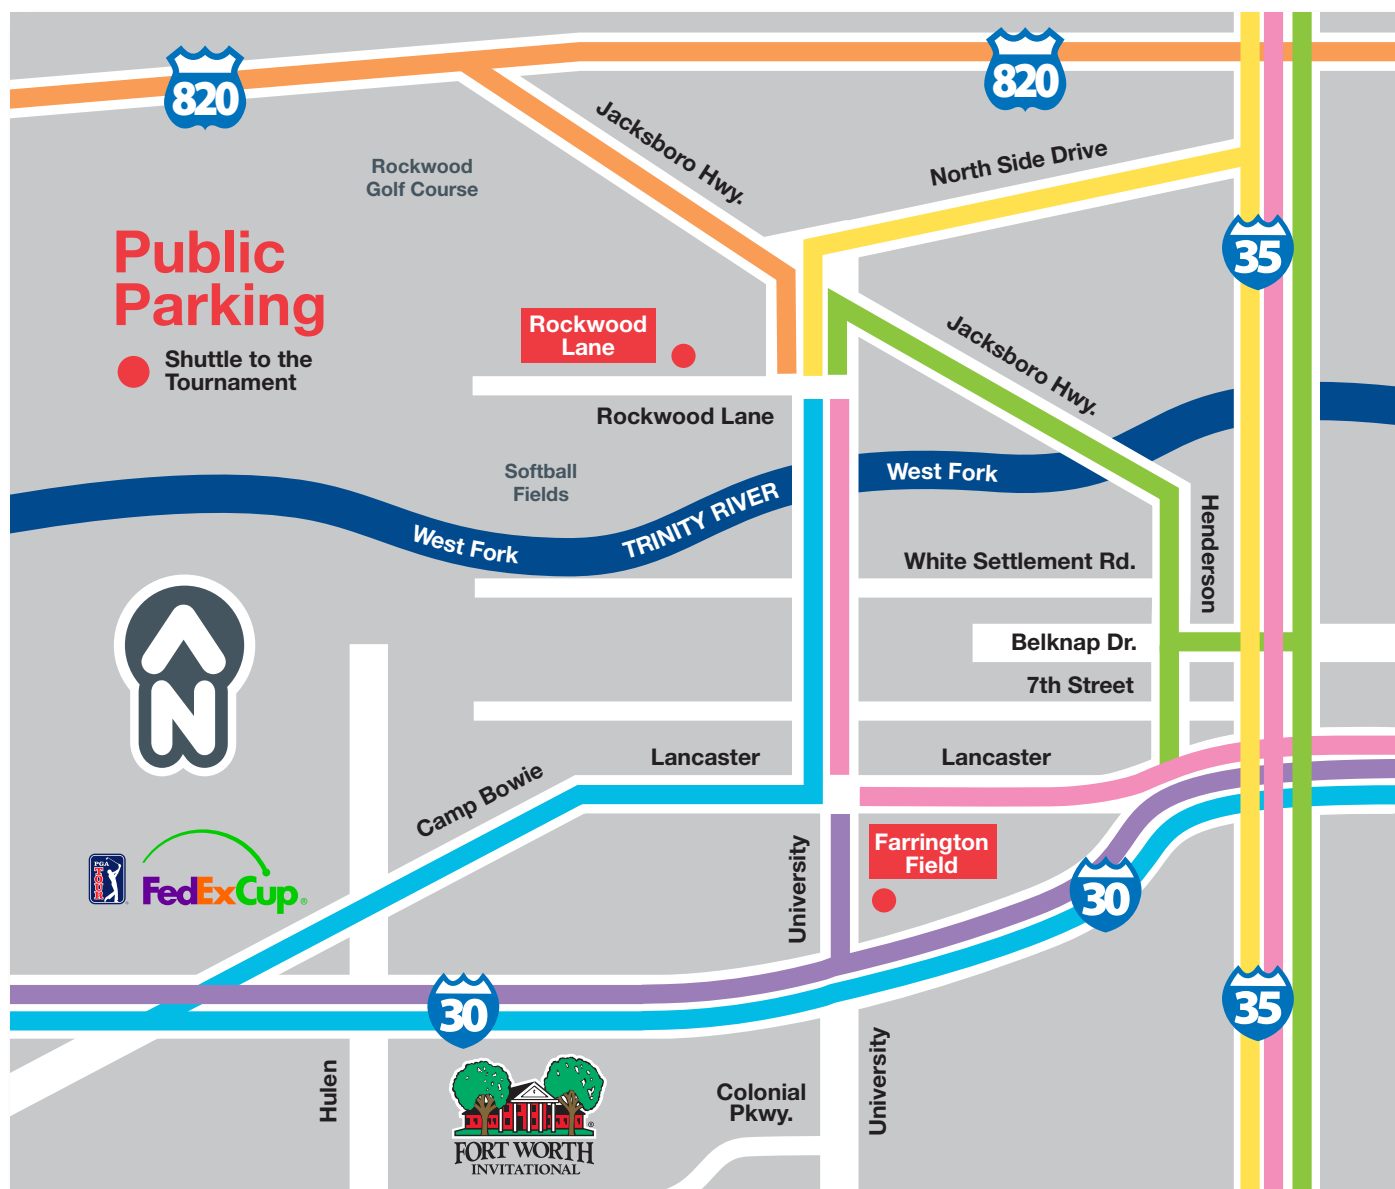 820
820
Jacksboro Hwy.
Rockwood
Golf Course
North Side Drive
Public
Parking
Shuttle to the
Tournament
35
Rockwood
Lane
Jacksboro Hwy.
Rockwood Lane
Softball
Fields
West Fork
TRINITY RIVER
West Fork
Henderson
White Settlement Rd.
Belknap Dr.
7th Street
N
Lancaster
Lancaster
Camp Bowie
University
Farrington
Field
PGA
TOUR
FedExCup®
30
30
35
Hulen
University
Colonial
Pkwy.
FORT WORTH
INVITATIONAL
®